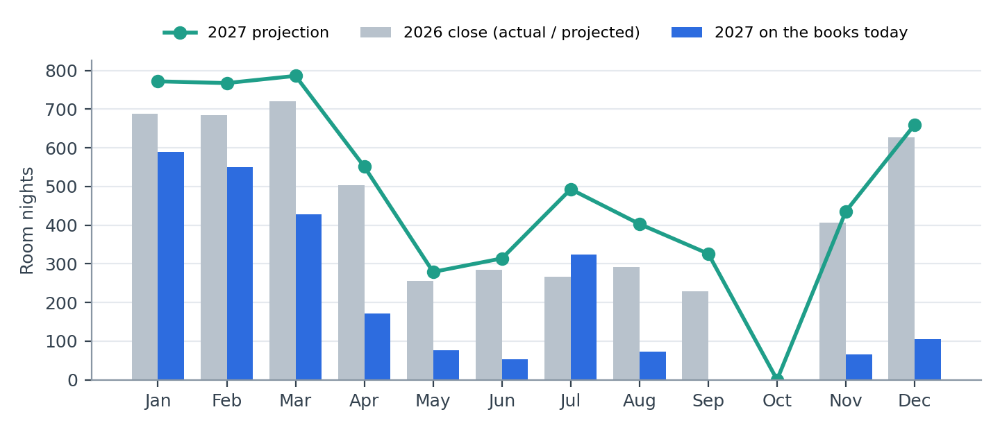 2027 projection
2026 close (actual / projected)
2027 on the books today
Room nights
800
700
600
500
400
300
200
100
0
Jan Feb Mar Apr May Jun Jul Aug Sep Oct Nov Dec